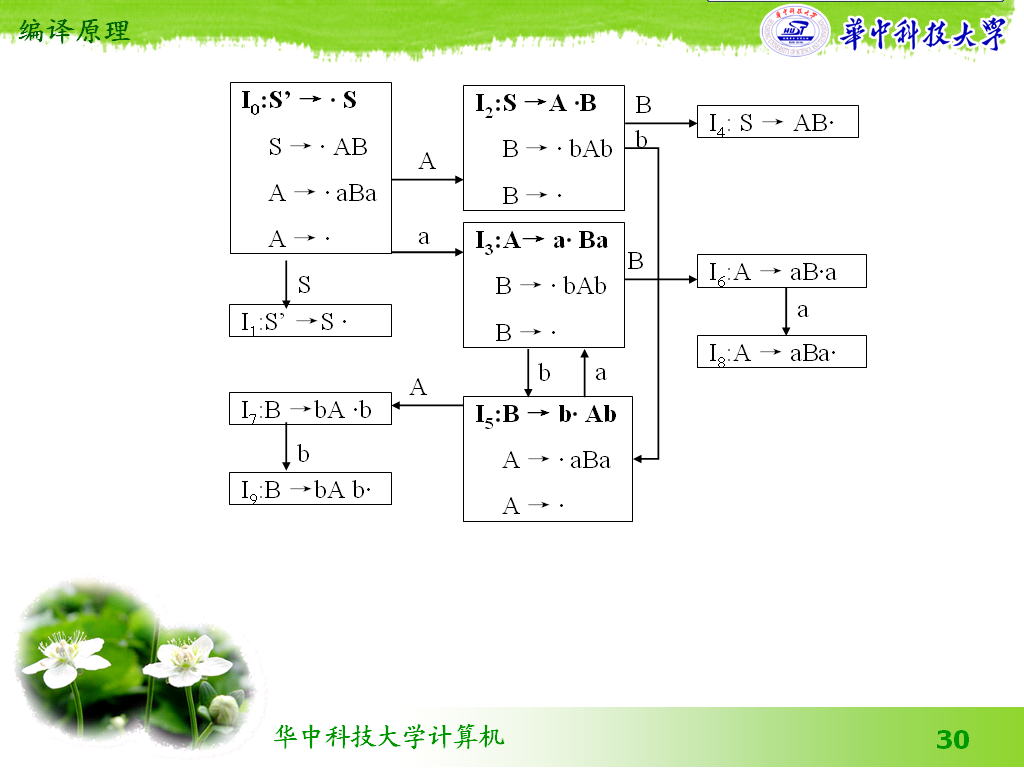 编译原理
华中科技大学
I0:S’ → · S
S → · AB
A → · aBa
A → ·
A
a
S
I1:S’ →S ·
I2:S →A ·B
B → · bAb
B → ·
B
b
I4: S → AB·
I3:A→ a· Ba
B → · bAb
B → ·
B
I6:A → aB·a
a
I8:A → aBa·
b
a
A
I7:B →bA ·b
b
I9:B →bA b·
I5:B → b· Ab
A → · aBa
A → ·
华中科技大学计算机
30